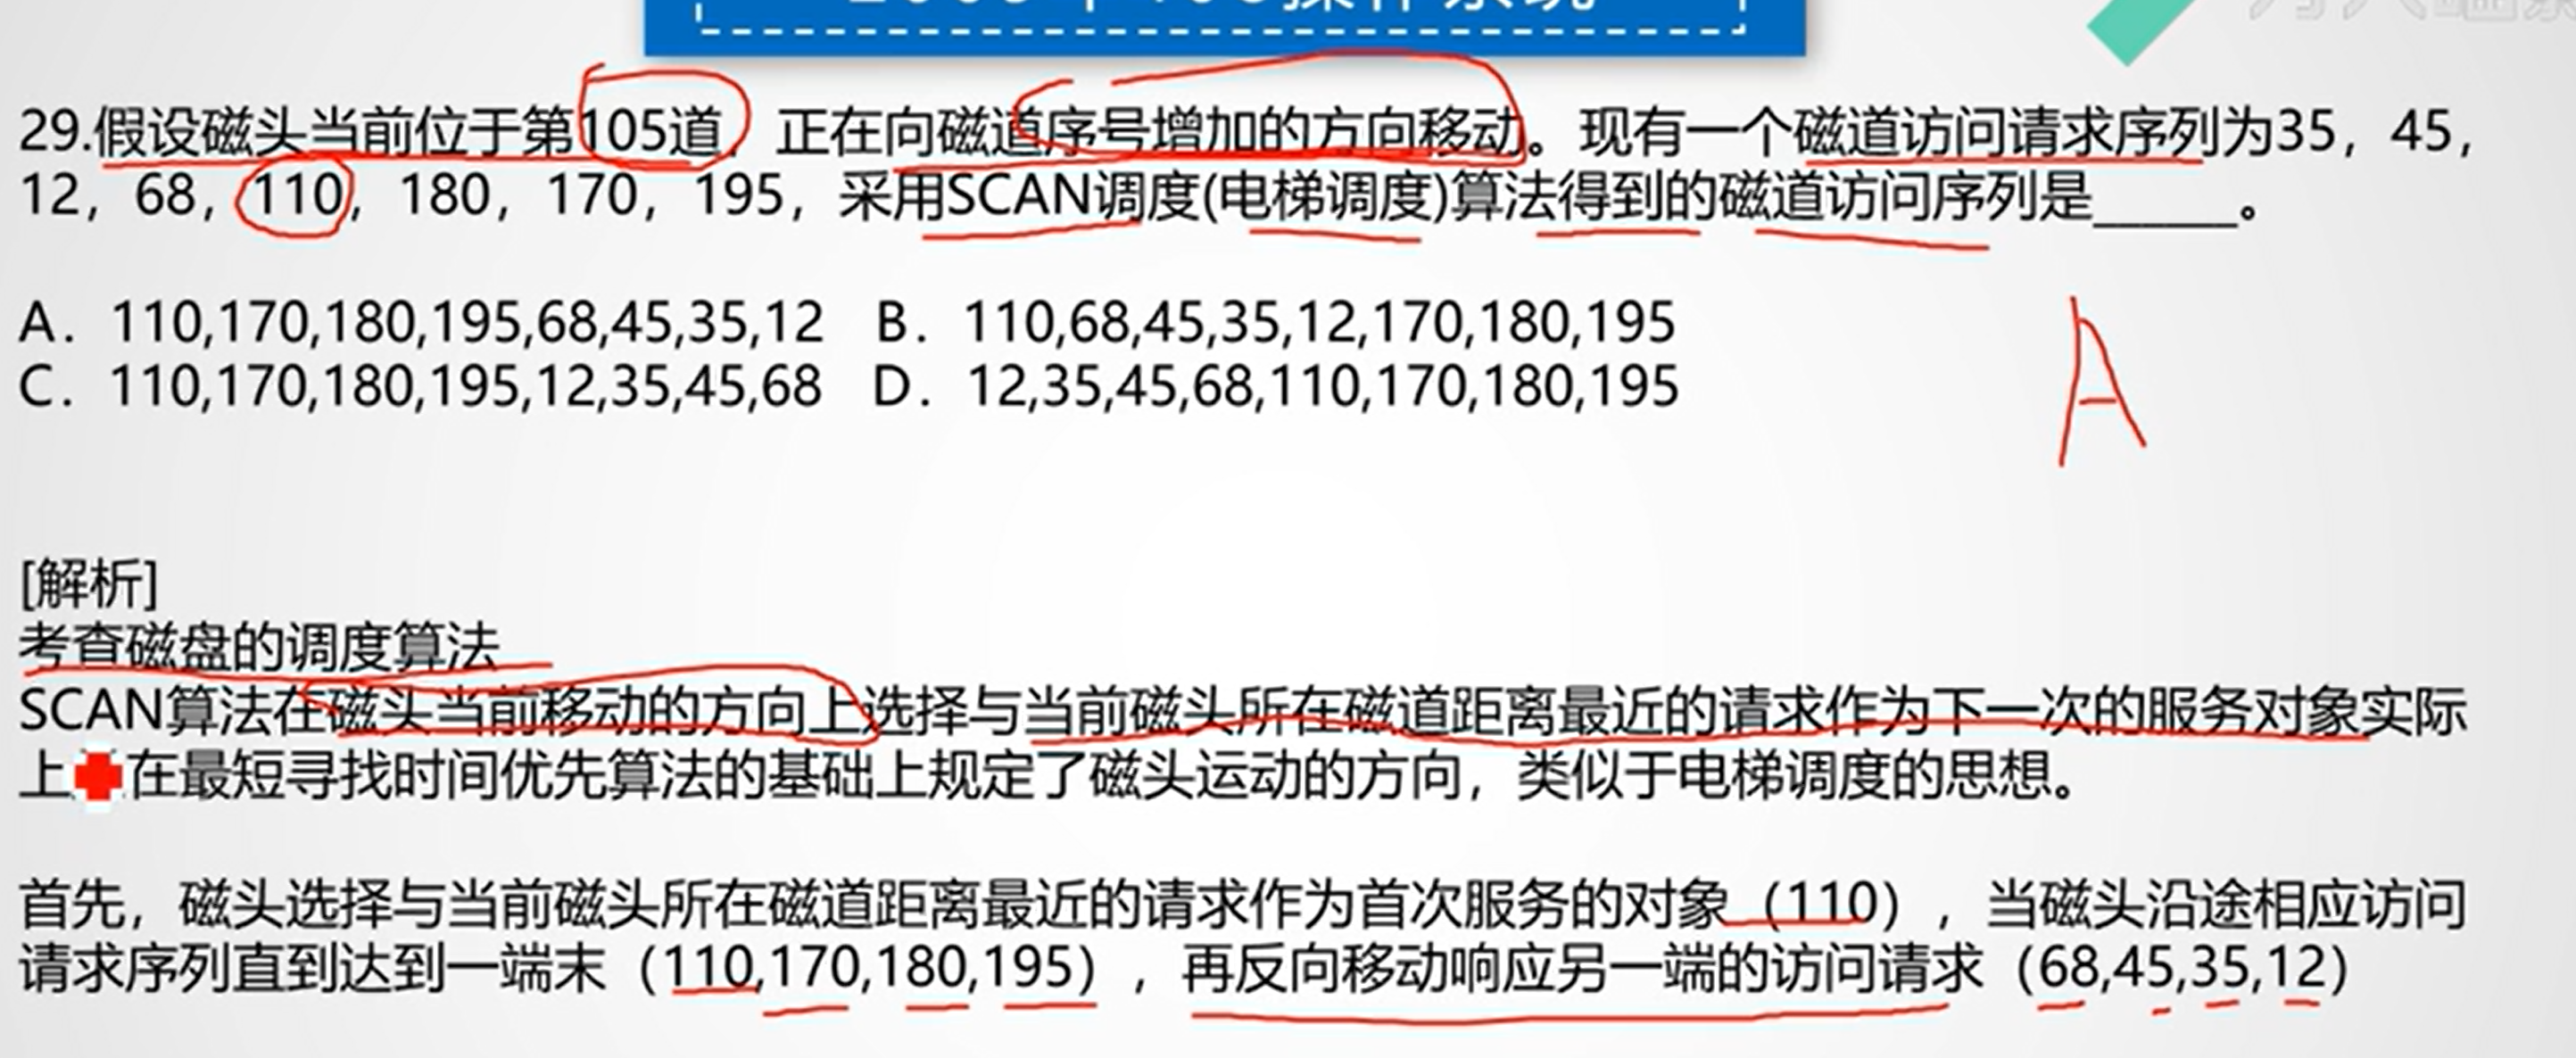 29.假设磁头当前位于第105道，正在向磁道序号增加的方向移动。现有一个磁道访问请求序列为35，45，
12，68，110，180，170，195，采用SCAN调度(电梯调度)算法得到的磁道访问序列是______。
A．110,170,180,195,68,45,35,12 B．110,68,45,35,12,170,180,195
C．110,170,180,195,12,35,45,68 D．12,35,45,68,110,170,180,195
A
[解析]
考查磁盘的调度算法
SCAN算法在磁头当前移动的方向上选择与当前磁头所在磁道距离最近的请求作为下一次的服务对象实际
上在最短寻找时间优先算法的基础上规定了磁头运动的方向，类似于电梯调度的思想。
首先，磁头选择与当前磁头所在磁道距离最近的请求作为首次服务的对象（110），当磁头沿途相应访问
请求序列直到达到一端末（110,170,180,195），再反向移动响应另一端的访问请求（68,45,35,12）